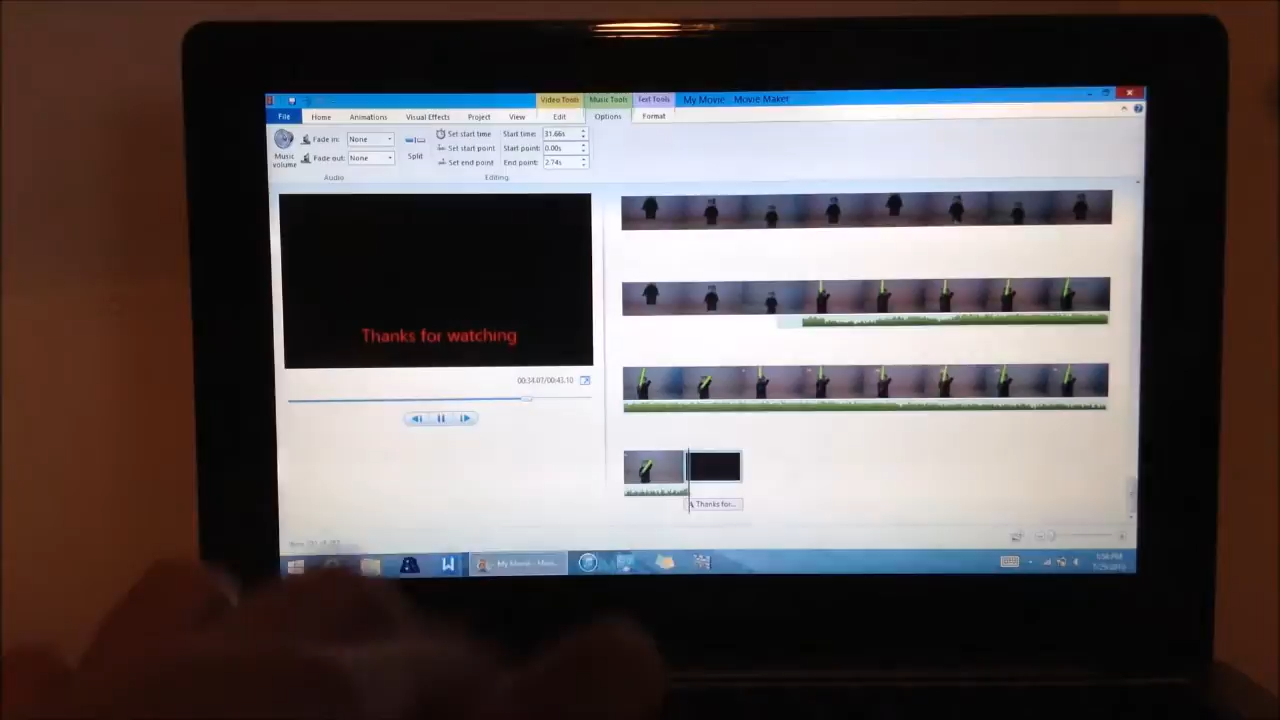 Video Tools Music Tools Text Tools My Movie - Movie Maker
File Home Animations Visual Effects Project View Edit Options Format
Music volume
Fade in: None
Fade out: None
Split
Set start time
Set start point
Set end point
Start time: 31.66s
Start point: 0.00s
End point: 2.74s
Audio
Editing
Thanks for watching
00:34.07/00:43.10
Thanks for...
W
My Movie - Movi...